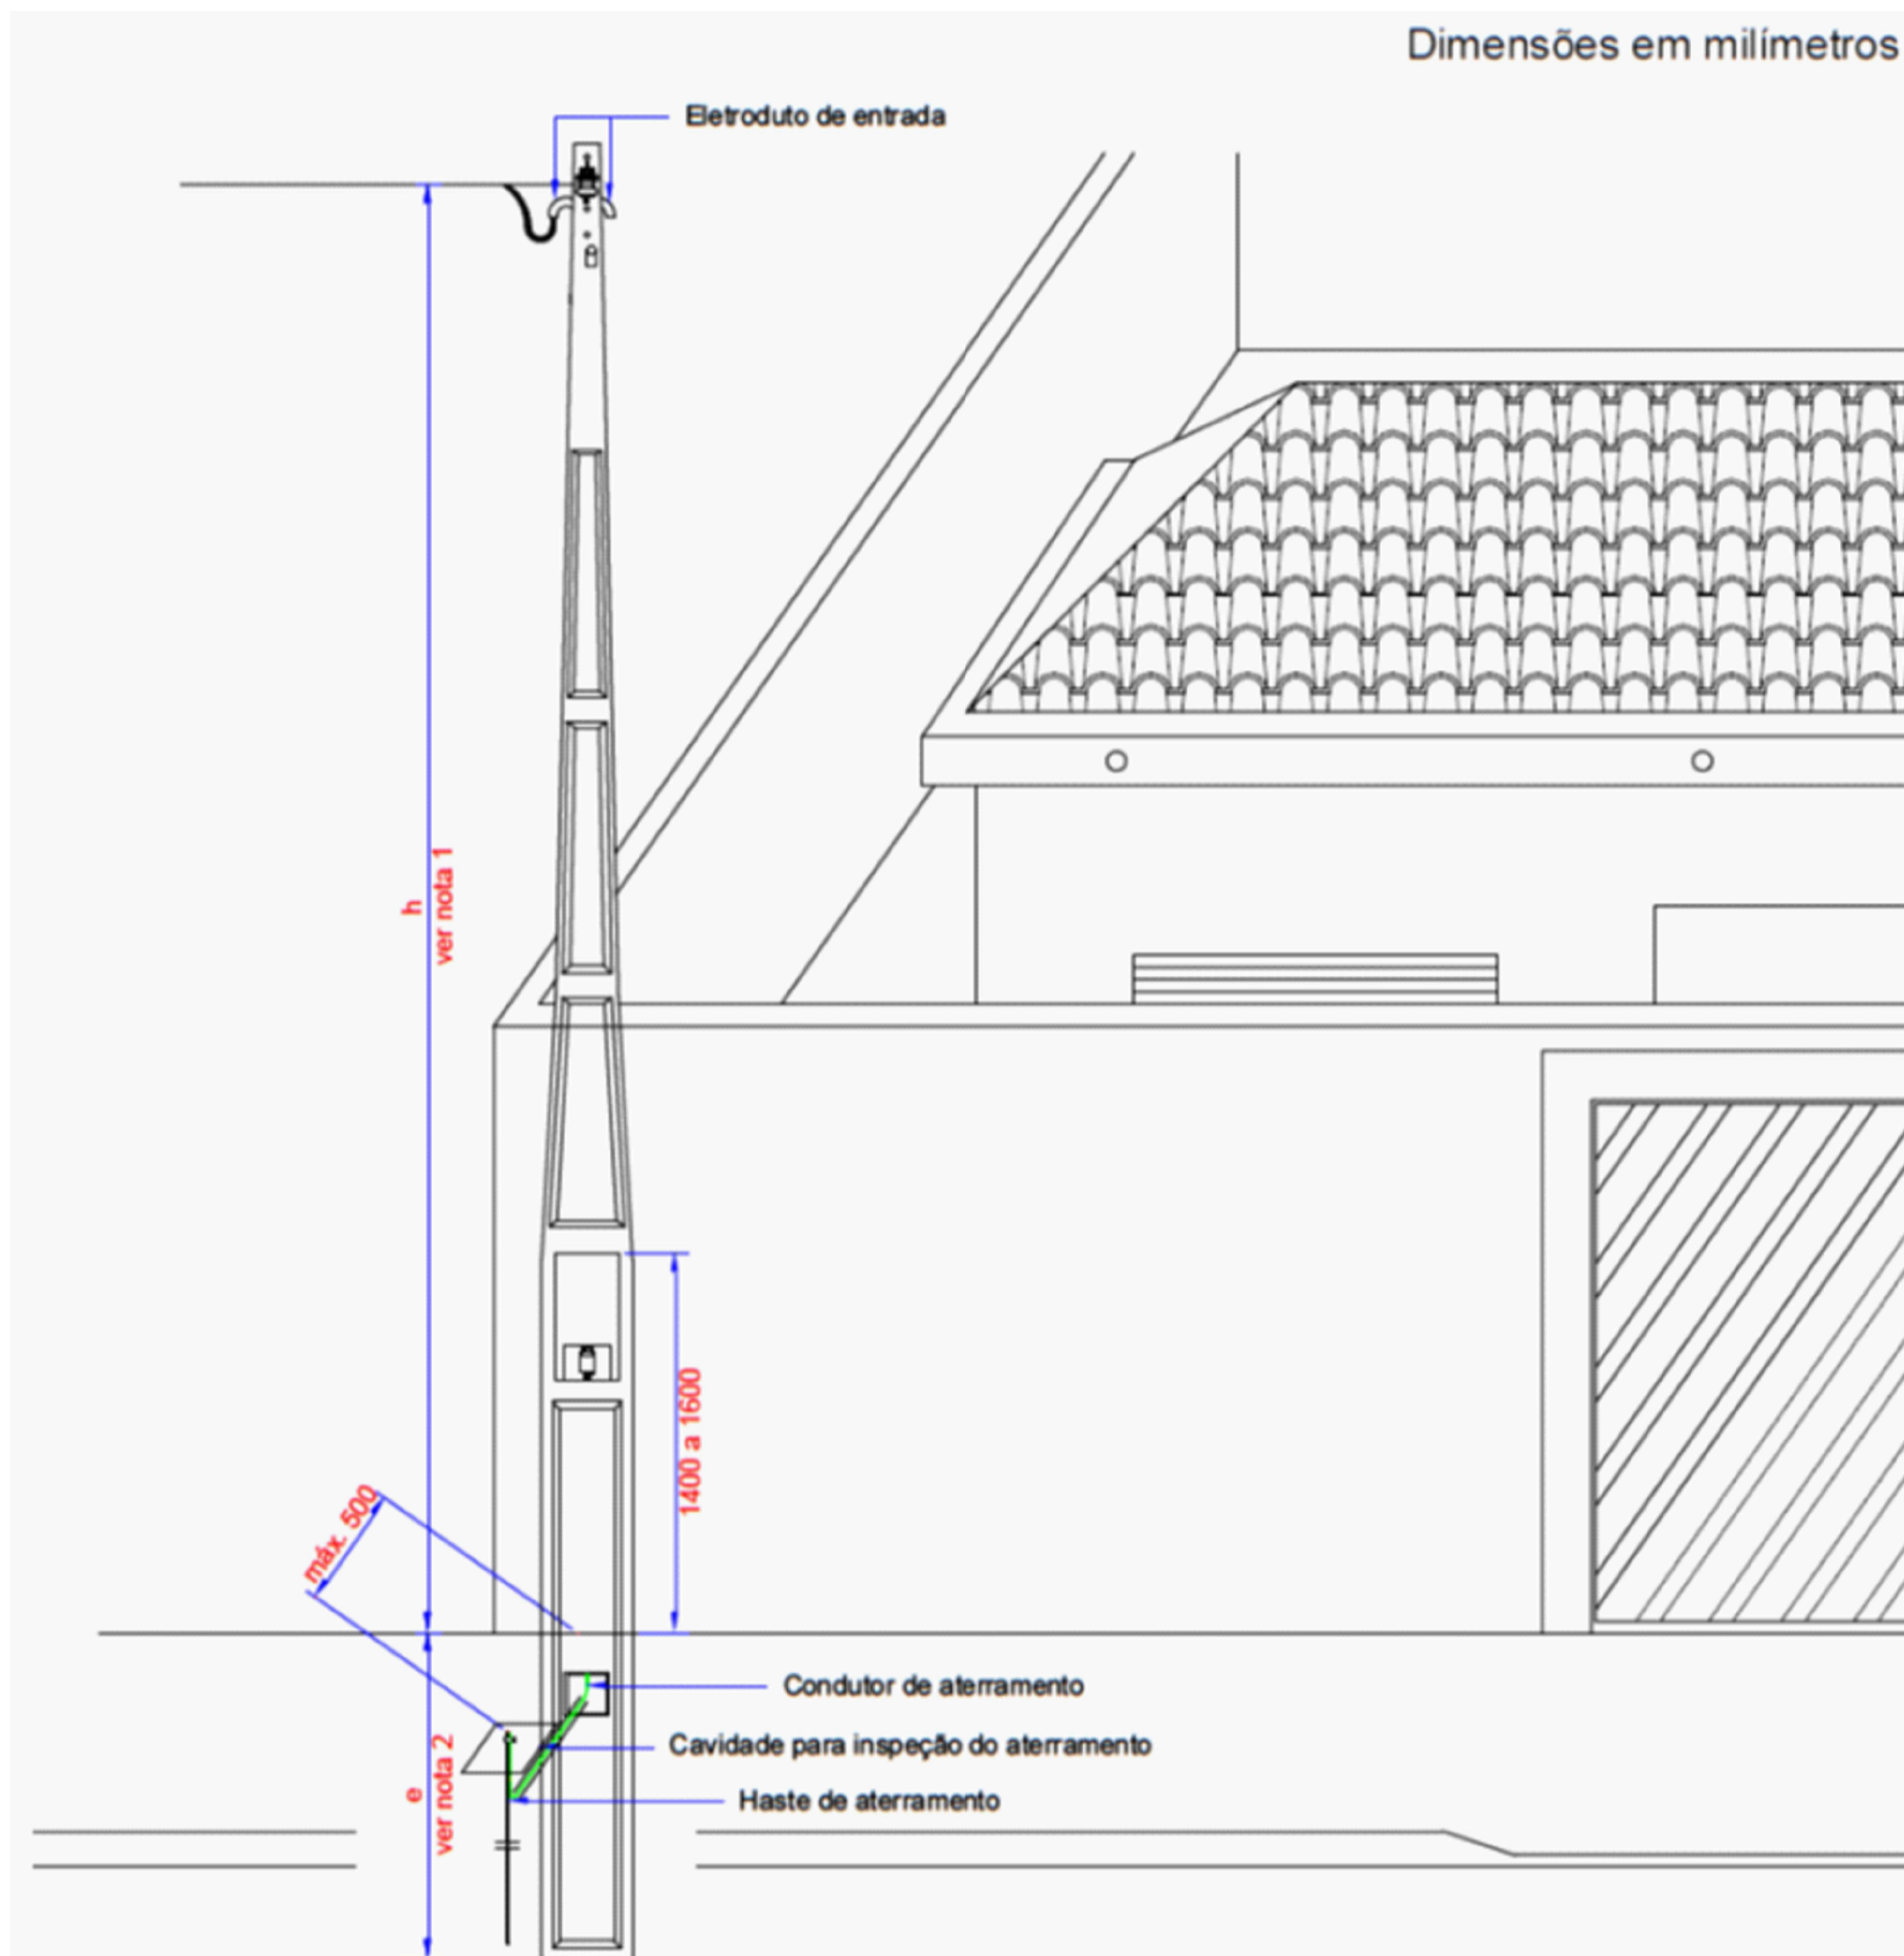 Dimensões em milímetros
Eletroduto de entrada
h
ver nota 1
1400 a 1600
máx. 500
Condutor de aterramento
Cavidade para inspeção do aterramento
Haste de aterramento
e
ver nota 2